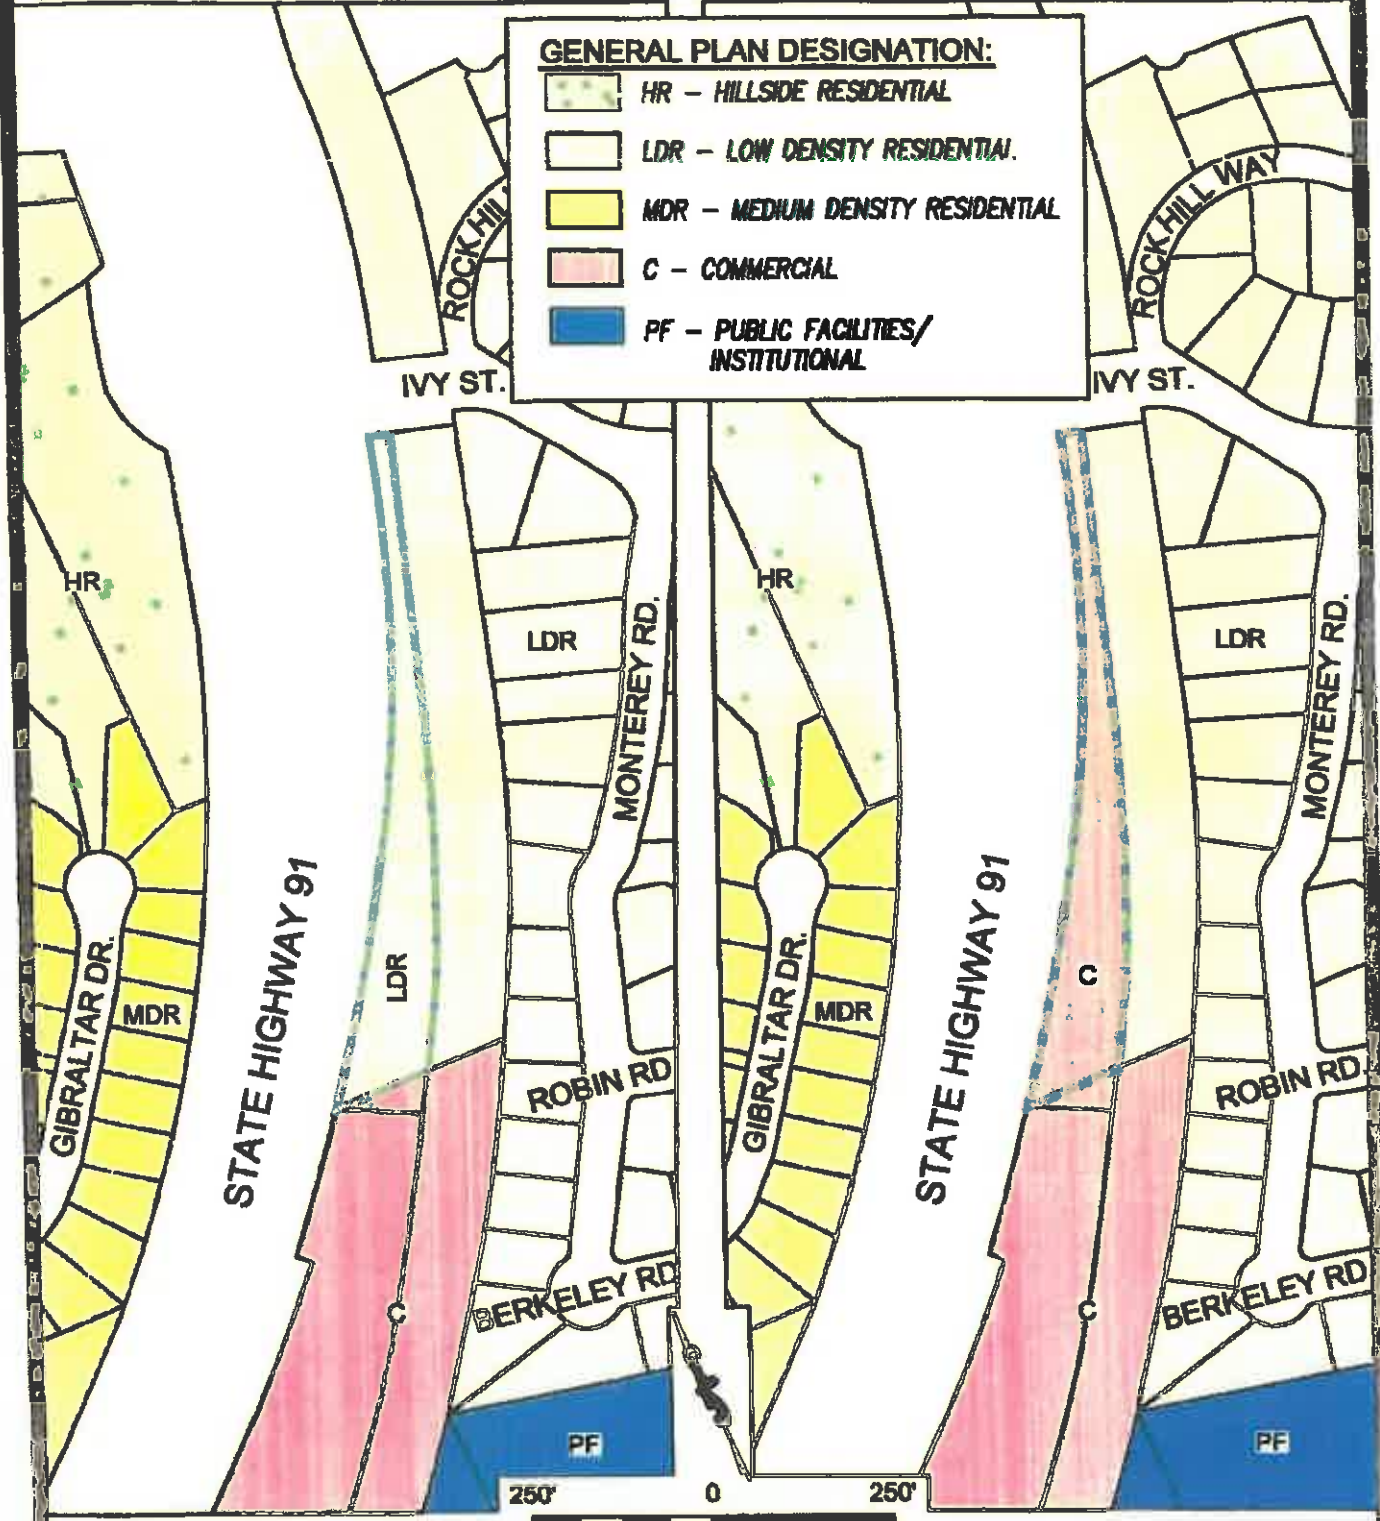 GENERAL PLAN DESIGNATION:
HR – HILLSIDE RESIDENTIAL
LDR – LOW DENSITY RESIDENTIAL
MDR – MEDIUM DENSITY RESIDENTIAL
C – COMMERCIAL
PF – PUBLIC FACILITIES/
INSTITUTIONAL
ROCK HIL
IVY ST.
HR
LDR
MONTEREY RD.
STATE HIGHWAY 91
LDR
GIBRALTAR DR.
MDR
ROBIN RD
C
BERKELEY RD
PF
ROCK HILL WAY
IVY ST.
HR
LDR
MONTEREY RD.
STATE HIGHWAY 91
C
GIBRALTAR DR.
MDR
ROBIN RD.
C
BERKELEY RD
PF
250' 0 250'